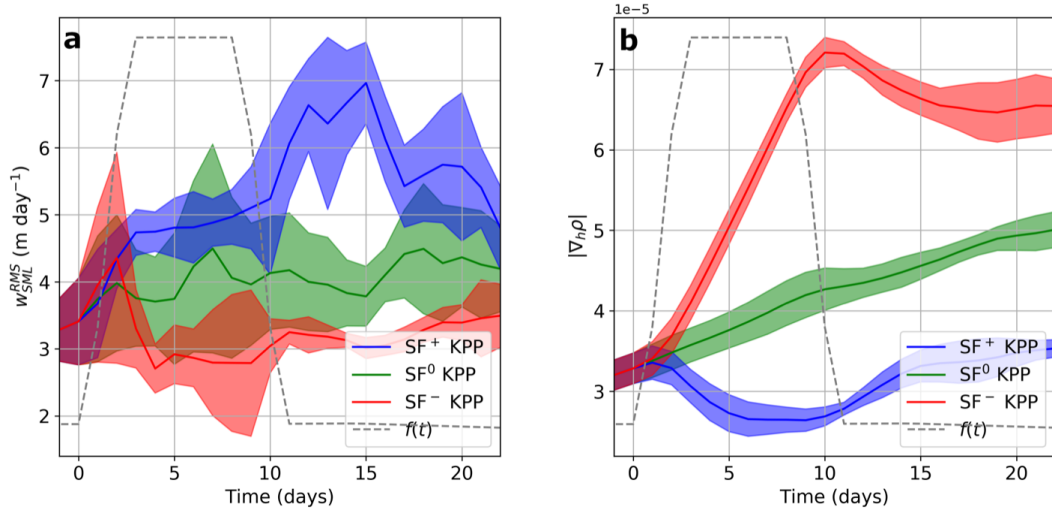 a
7
6
5
4
3
2
w^{RMS}_{SML} (m day⁻¹)
SF⁺ KPP
SF⁰ KPP
SF⁻ KPP
f(t)
0 5 10 15 20
Time (days)
1e−5
b
7
6
5
4
3
|∇ₕρ|
SF⁺ KPP
SF⁰ KPP
SF⁻ KPP
f(t)
0 5 10 15 20
Time (days)